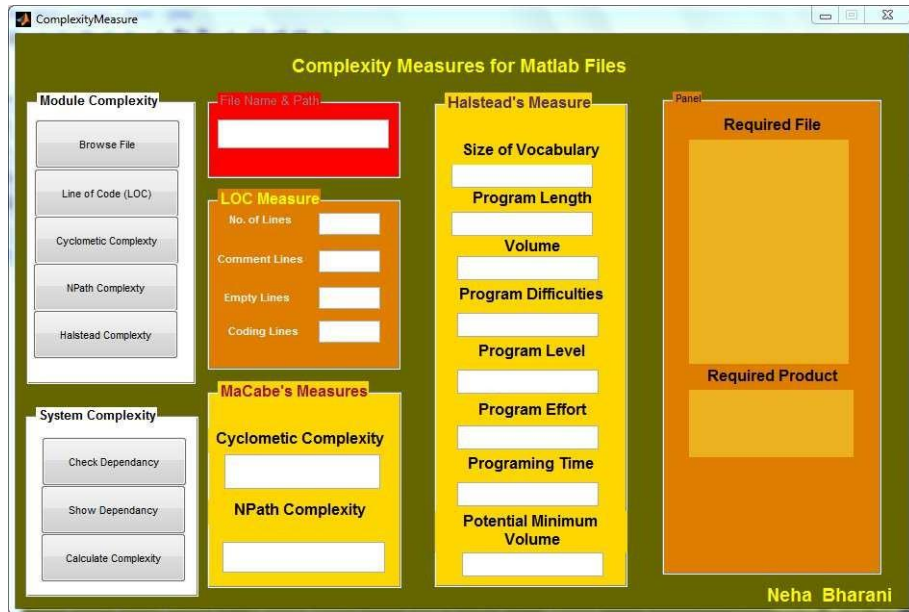 ComplexityMeasure
Complexity Measures for Matlab Files
Module Complexity
Browse File
Line of Code (LOC)
Cyclometic Complexty
NPath Complexty
Halstead Complexty
System Complexity
Check Dependancy
Show Dependancy
Calculate Complexity
File Name & Path
LOC Measure
No. of Lines
Comment Lines
Empty Lines
Coding Lines
MaCabe's Measures
Cyclometic Complexity
NPath Complexity
Halstead's Measure
Size of Vocabulary
Program Length
Volume
Program Difficulties
Program Level
Program Effort
Programing Time
Potential Minimum
Volume
Panel
Required File
Required Product
Neha Bharani